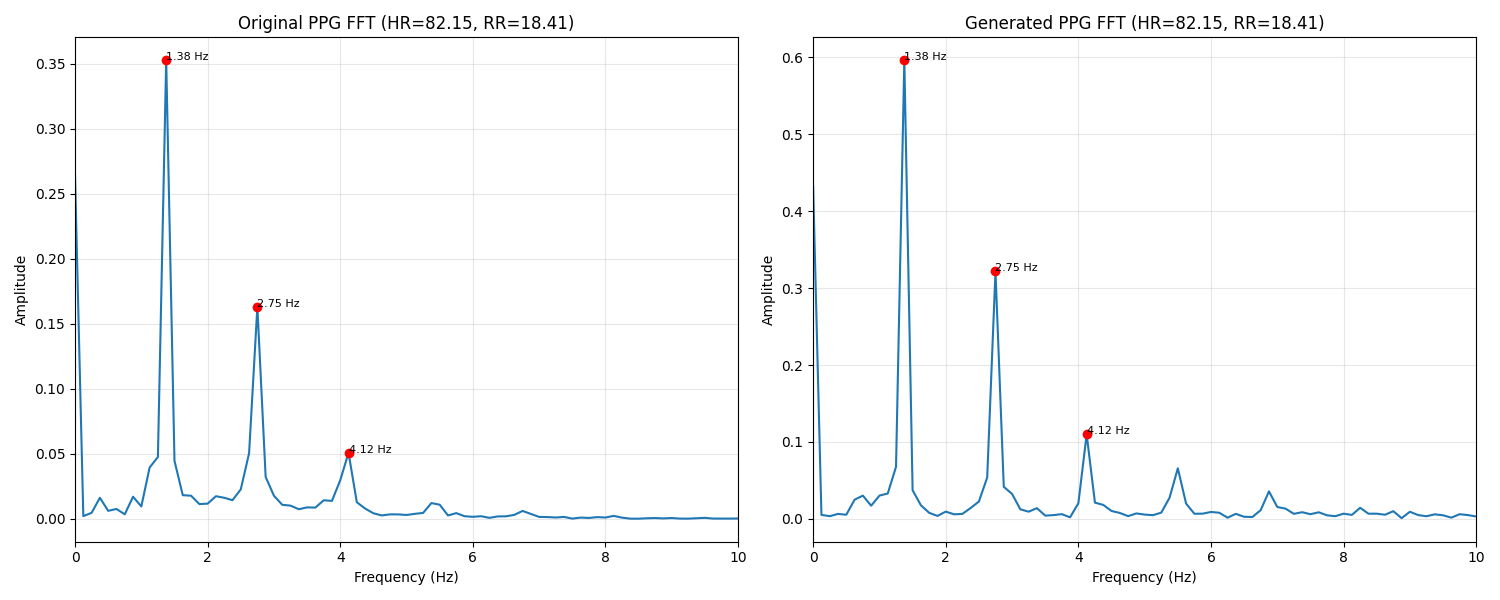 Original PPG FFT (HR=82.15, RR=18.41)
0.35
0.30
0.25
0.20
0.15
0.10
0.05
0.00
Amplitude
1.38 Hz
2.75 Hz
4.12 Hz
0 2 4 6 8 10
Frequency (Hz)
Generated PPG FFT (HR=82.15, RR=18.41)
0.6
0.5
0.4
0.3
0.2
0.1
0.0
Amplitude
1.38 Hz
2.75 Hz
4.12 Hz
0 2 4 6 8 10
Frequency (Hz)